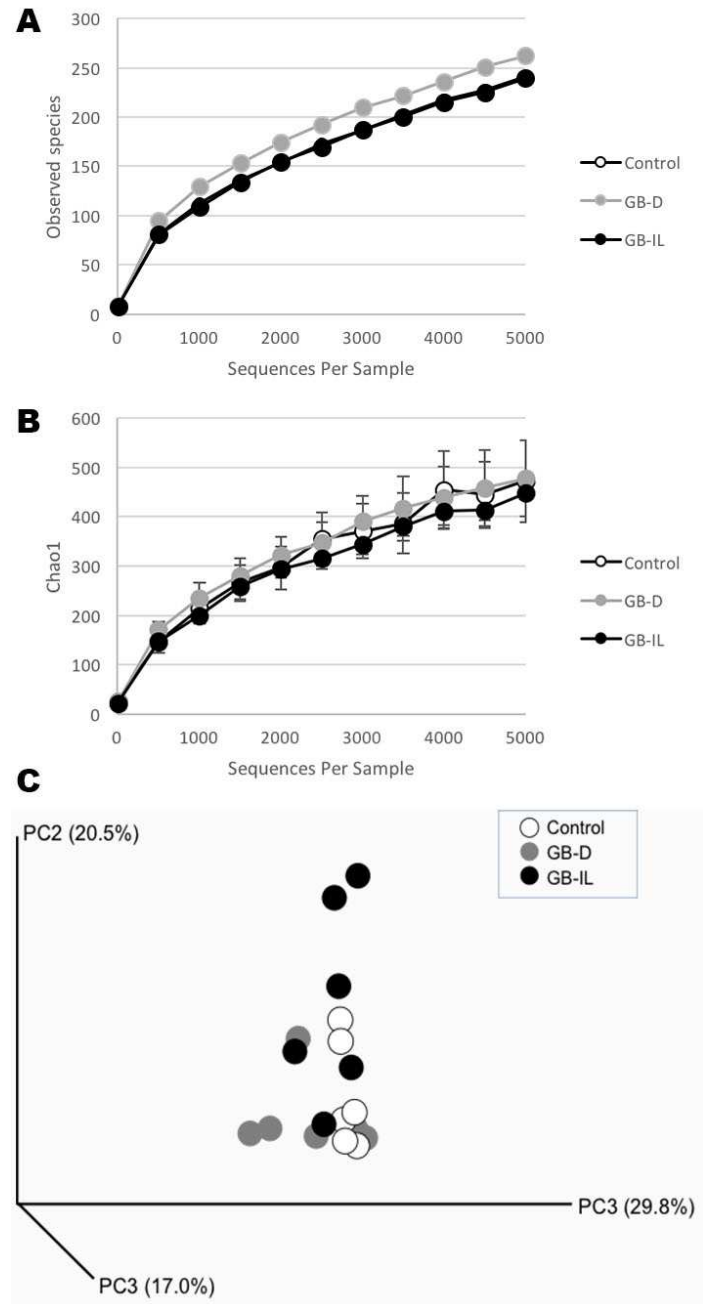 A
300
250
200
150
100
50
0
Observed species
0 1000 2000 3000 4000 5000
Sequences Per Sample
Control
GB-D
GB-IL
B
600
500
400
300
200
100
0
Chao1
0 1000 2000 3000 4000 5000
Sequences Per Sample
Control
GB-D
GB-IL
C
PC2 (20.5%)
Control
GB-D
GB-IL
PC3 (29.8%)
PC3 (17.0%)